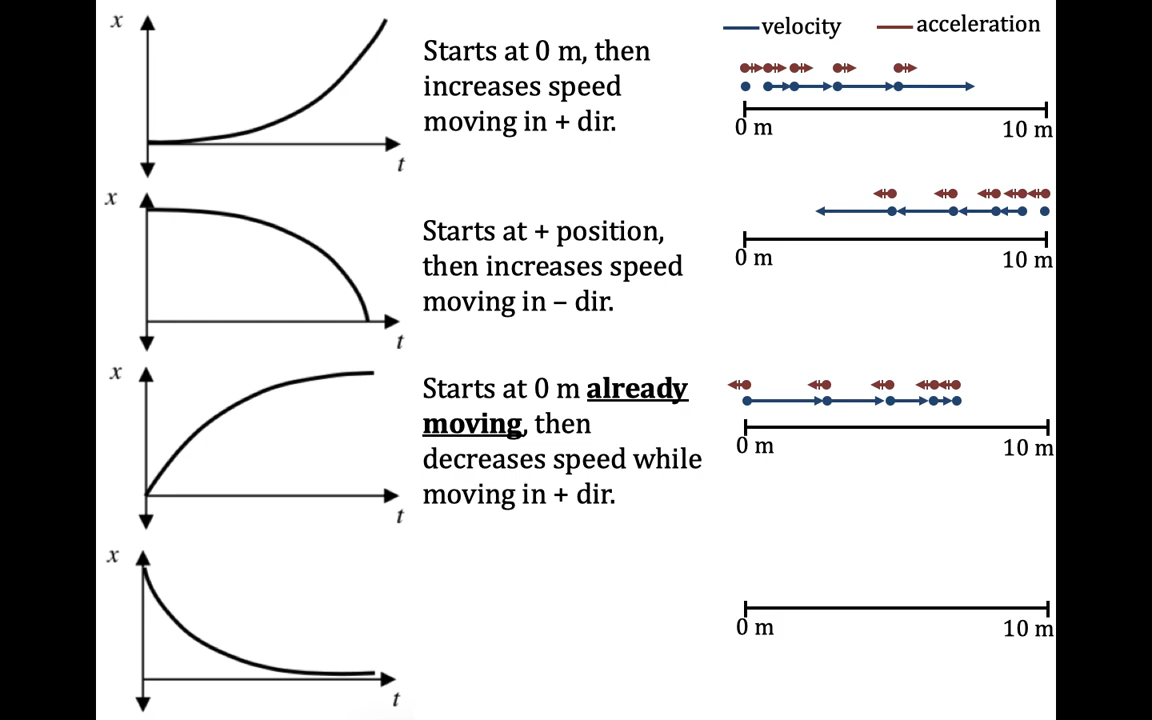 x
t
Starts at 0 m, then
increases speed
moving in + dir.
velocity
acceleration
0 m
10 m
x
t
Starts at + position,
then increases speed
moving in – dir.
0 m
10 m
x
t
Starts at 0 m already
moving, then
decreases speed while
moving in + dir.
0 m
10 m
x
t
0 m
10 m